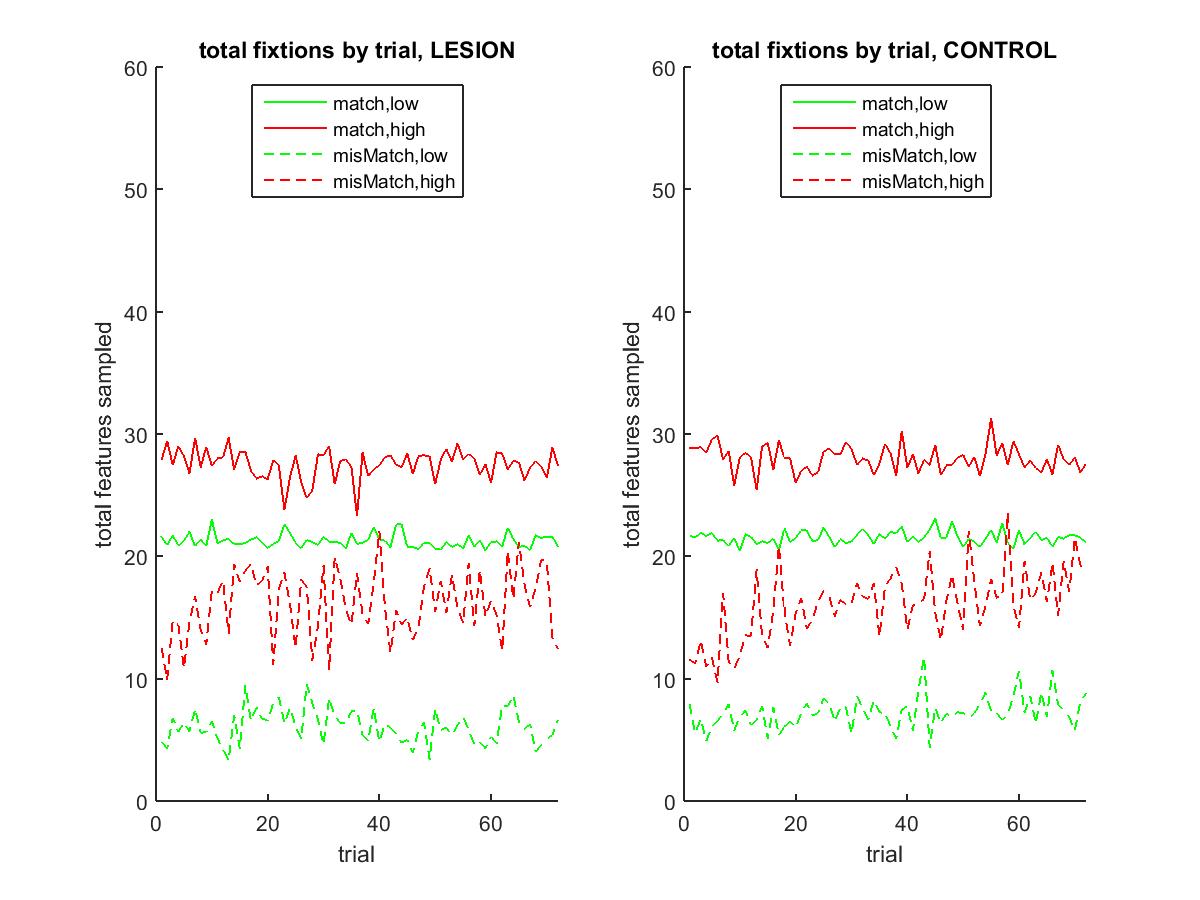 total fixtions by trial, LESION
match,low
match,high
misMatch,low
misMatch,high
total features sampled
60
50
40
30
20
10
0
0 20 40 60
trial
total fixtions by trial, CONTROL
match,low
match,high
misMatch,low
misMatch,high
total features sampled
60
50
40
30
20
10
0
0 20 40 60
trial